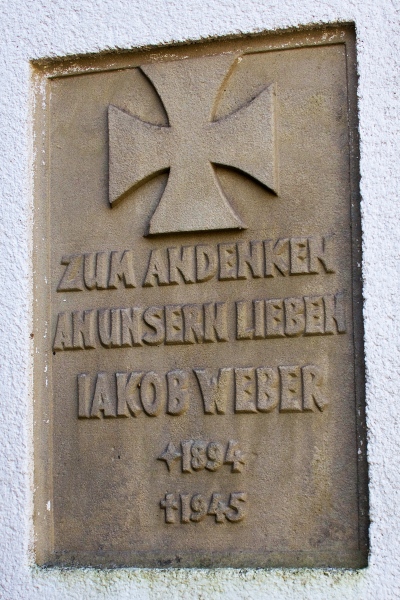 ZUM ANDENKEN
AN UNSERN LIEBEN
IAKOB WEBER
✦1894
†1945